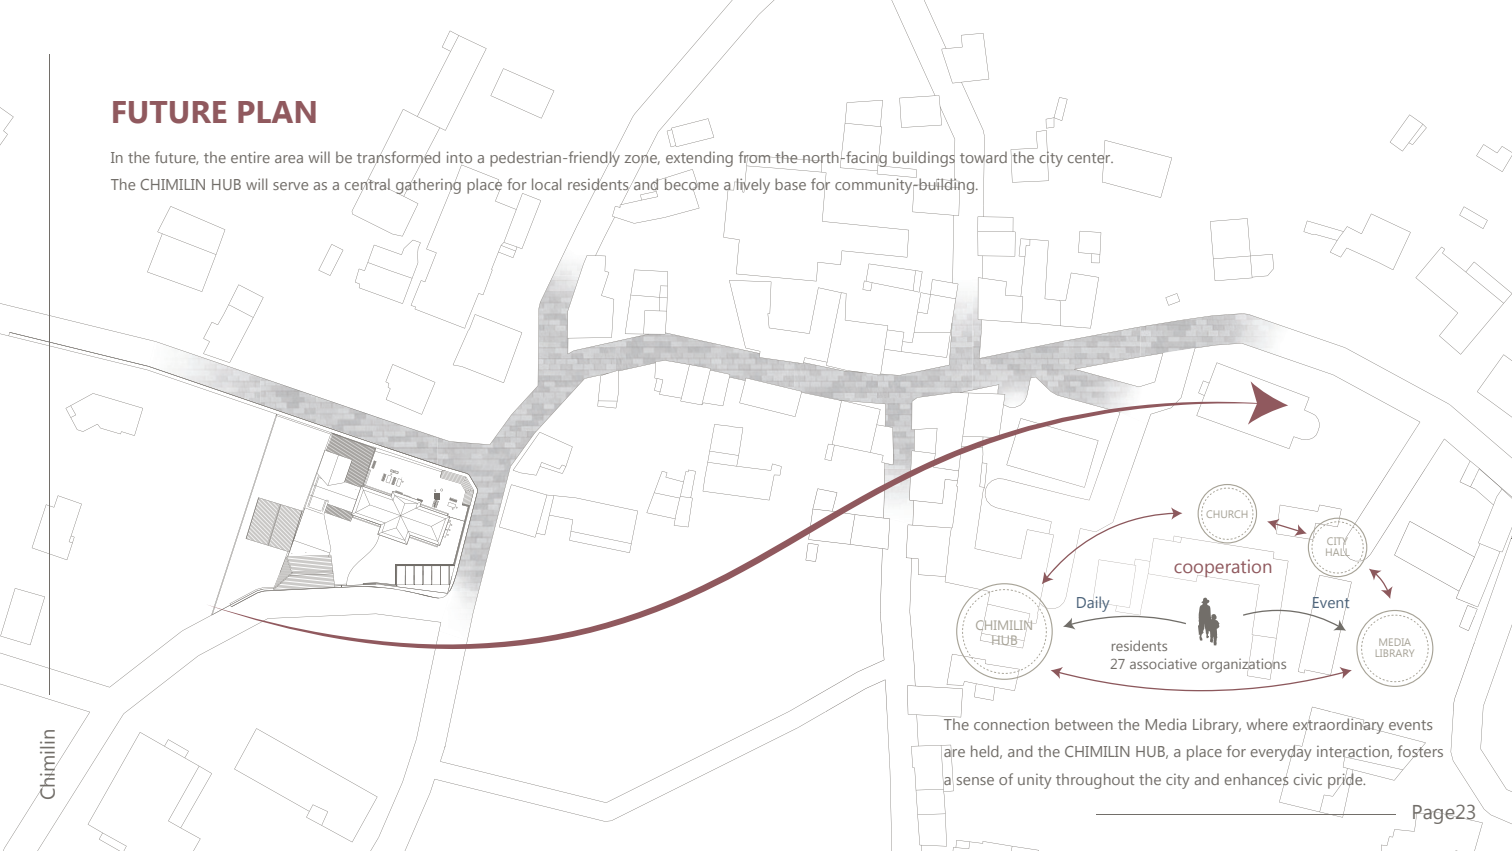 FUTURE PLAN
In the future, the entire area will be transformed into a pedestrian-friendly zone, extending from the north-facing buildings toward the city center.
The CHIMILIN HUB will serve as a central gathering place for local residents and become a lively base for community-building.
CHURCH
CITY
HALL
cooperation
Daily
Event
CHIMILIN
HUB
MEDIA
LIBRARY
residents
27 associative organizations
The connection between the Media Library, where extraordinary events
are held, and the CHIMILIN HUB, a place for everyday interaction, fosters
a sense of unity throughout the city and enhances civic pride.
Chimilin
Page23